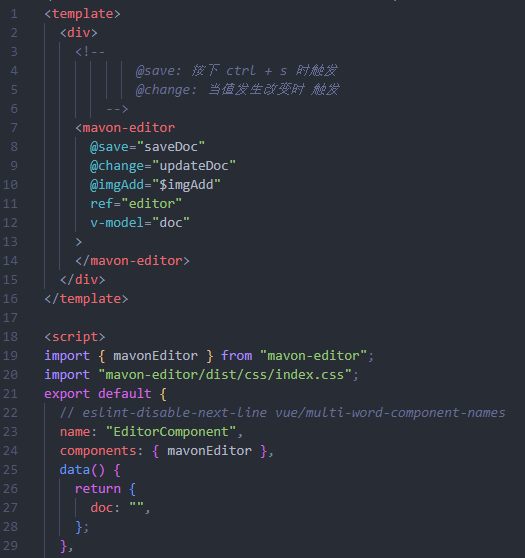 1 <template>
2   <div>
3     <!--
4            @save: 按下 ctrl + s 时触发
5            @change: 当值发生改变时 触发
6        -->
7     <mavon-editor
8       @save="saveDoc"
9       @change="updateDoc"
10       @imgAdd="$imgAdd"
11       ref="editor"
12       v-model="doc"
13     >
14     </mavon-editor>
15   </div>
16 </template>
17
18 <script>
19 import { mavonEditor } from "mavon-editor";
20 import "mavon-editor/dist/css/index.css";
21 export default {
22   // eslint-disable-next-line vue/multi-word-component-names
23   name: "EditorComponent",
24   components: { mavonEditor },
25   data() {
26     return {
27       doc: "",
28     };
29   },